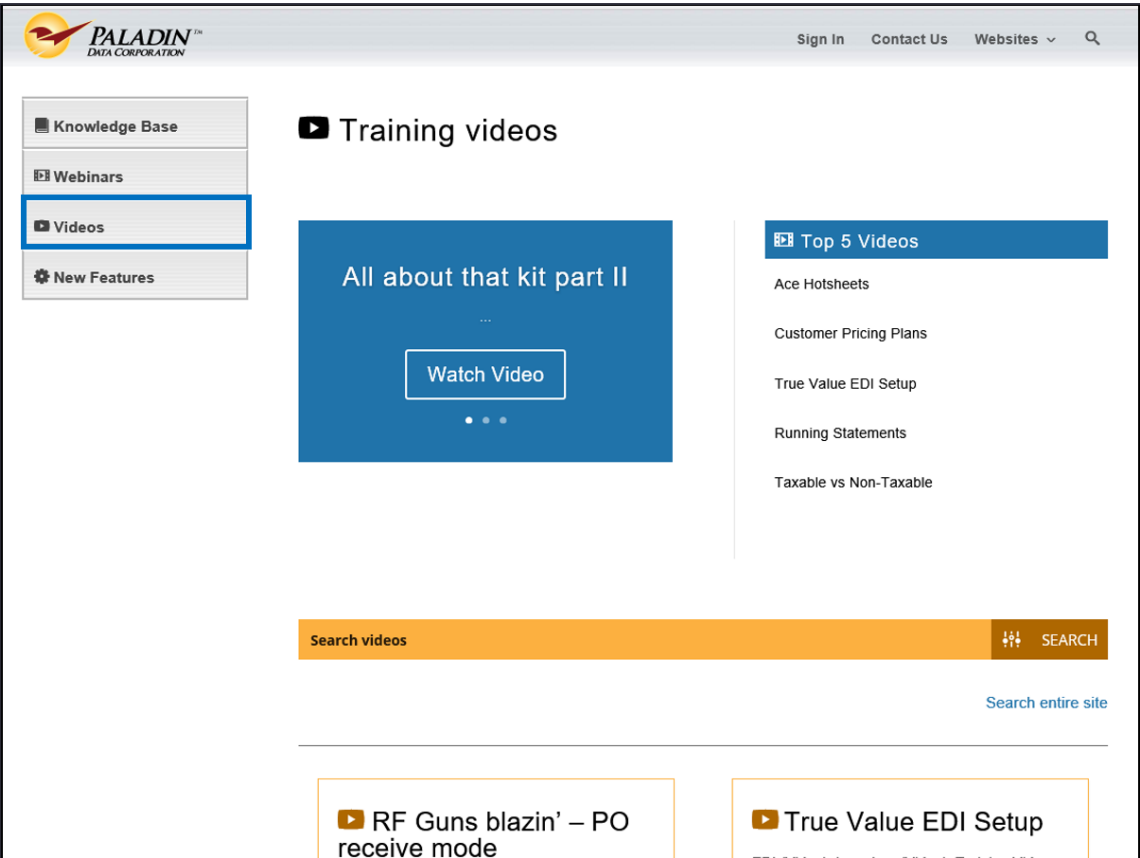 PALADIN™
DATA CORPORATION
Sign In Contact Us Websites
Knowledge Base
Webinars
Videos
New Features
Training videos
All about that kit part II
...
Watch Video
Top 5 Videos
Ace Hotsheets
Customer Pricing Plans
True Value EDI Setup
Running Statements
Taxable vs Non-Taxable
Search videos
SEARCH
Search entire site
RF Guns blazin’ – PO
receive mode
True Value EDI Setup